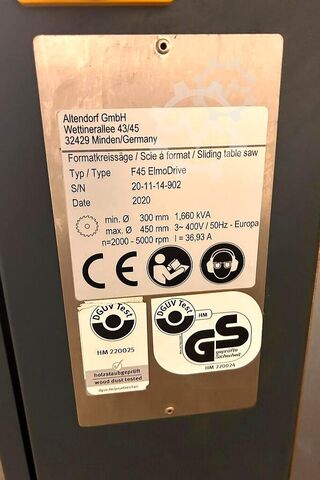 Altendorf GmbH
Wettinerallee 43/45
32429 Minden/Germany
Formatkreissäge / Scie à format / Sliding table saw
Typ / Type F45 ElmoDrive
S/N 20-11-14-902
Date 2020
min. Ø 300 mm 1,660 kVA
max. Ø 450 mm 3~ 400V / 50Hz - Europa
n=2000 - 5000 rpm I = 36,93 A
CE
DGUV Test
HM 220025
holzstaubgeprüft
wood dust tested
DGUV Test
HM
GS
geprüfte
Sicherheit
HM 220024